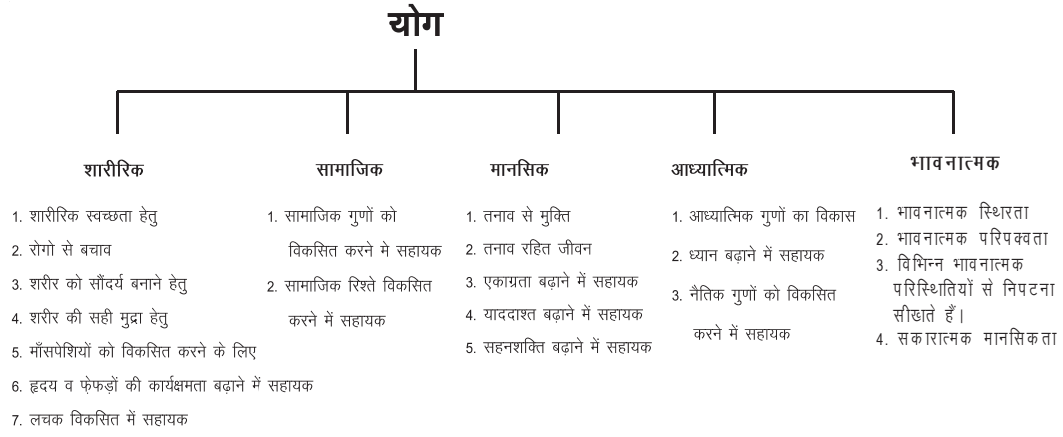 योग
शारीरिक
1. शारीरिक स्वच्छता हेतु
2. रोगो से बचाव
3. शरीर को सौंदर्य बनाने हेतु
4. शरीर की सही मुद्रा हेतु
5. माँसपेशियों को विकसित करने के लिए
6. हृदय व फे़फड़ों की कार्यक्षमता बढ़ाने में सहायक
7. लचक विकसित में सहायक
सामाजिक
1. सामाजिक गुणों को
विकसित करने मे सहायक
2. सामाजिक रिश्ते विकसित
करने में सहायक
मानसिक
1. तनाव से मुक्ति
2. तनाव रहित जीवन
3. एकाग्रता बढ़ाने में सहायक
4. याददाश्त बढ़ाने में सहायक
5. सहनशक्ति बढ़ाने में सहायक
आध्यात्मिक
1. आध्यात्मिक गुणों का विकास
2. ध्यान बढ़ाने में सहायक
3. नैतिक गुणों को विकसित
करने में सहायक
भावनात्मक
1. भावनात्मक स्थिरता
2. भावनात्मक परिपक्वता
3. विभिन्न भावनात्मक
परिस्थितियों से निपटना
सीखते हैं।
4. सकारात्मक मानसिकता